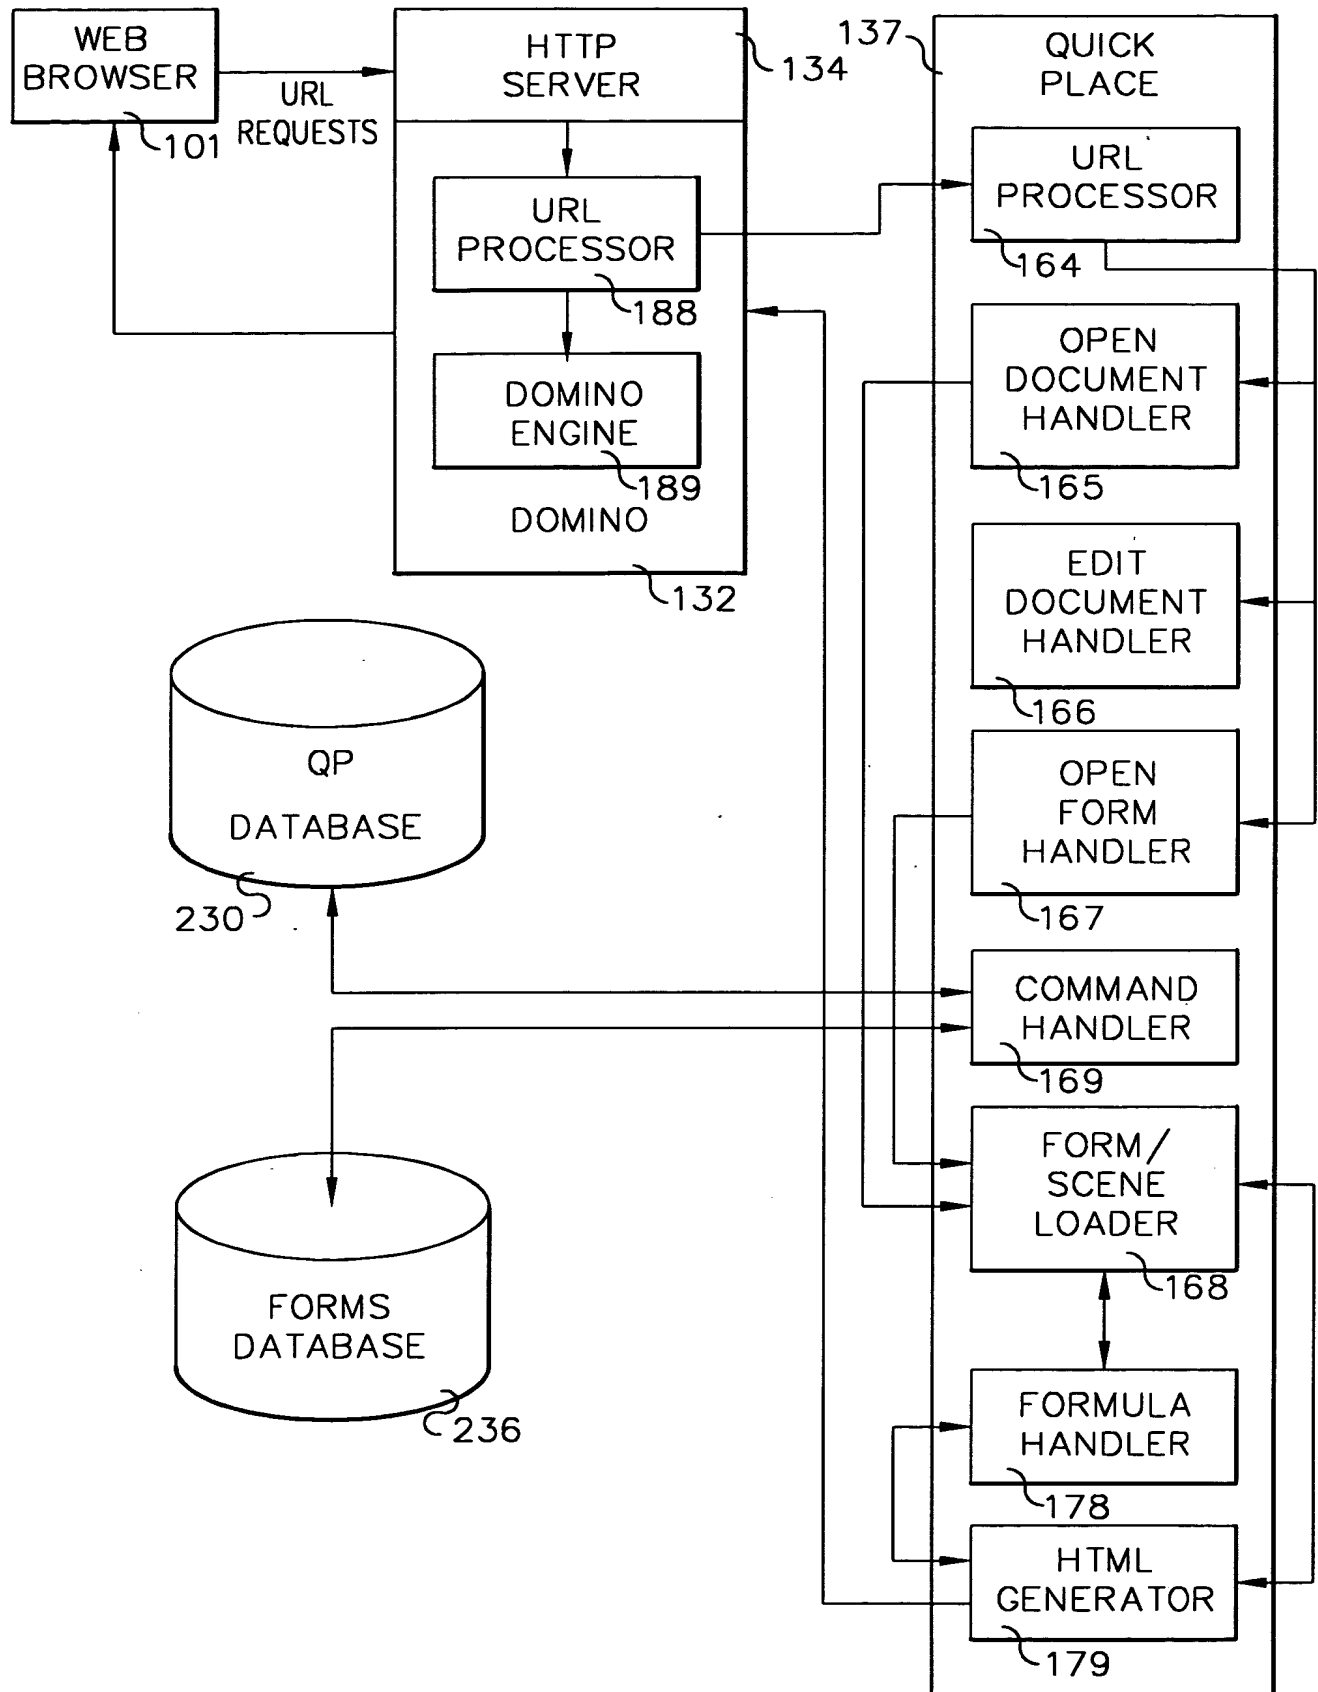 WEB
BROWSER
101
URL
REQUESTS
HTTP
SERVER
134
URL
PROCESSOR
188
DOMINO
ENGINE
189
DOMINO
132
137
QUICK
PLACE
URL
PROCESSOR
164
OPEN
DOCUMENT
HANDLER
165
EDIT
DOCUMENT
HANDLER
166
OPEN
FORM
HANDLER
167
COMMAND
HANDLER
169
FORM/
SCENE
LOADER
168
FORMULA
HANDLER
178
HTML
GENERATOR
179
QP
DATABASE
230
FORMS
DATABASE
236